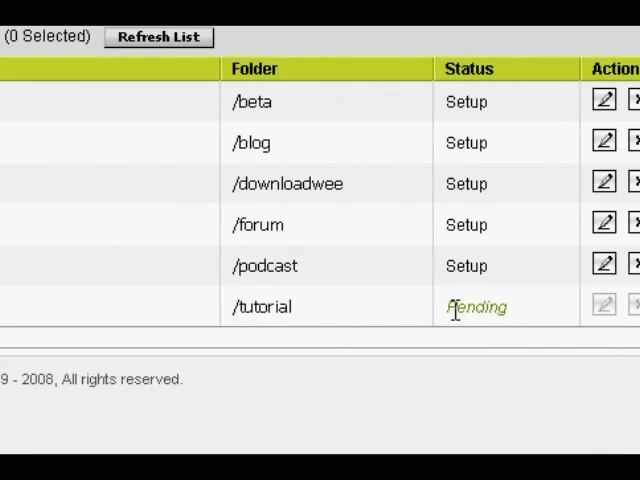 (0 Selected) Refresh List
Folder Status Action
/beta Setup
/blog Setup
/downloadwee Setup
/forum Setup
/podcast Setup
/tutorial Pending
9 - 2008, All rights reserved.